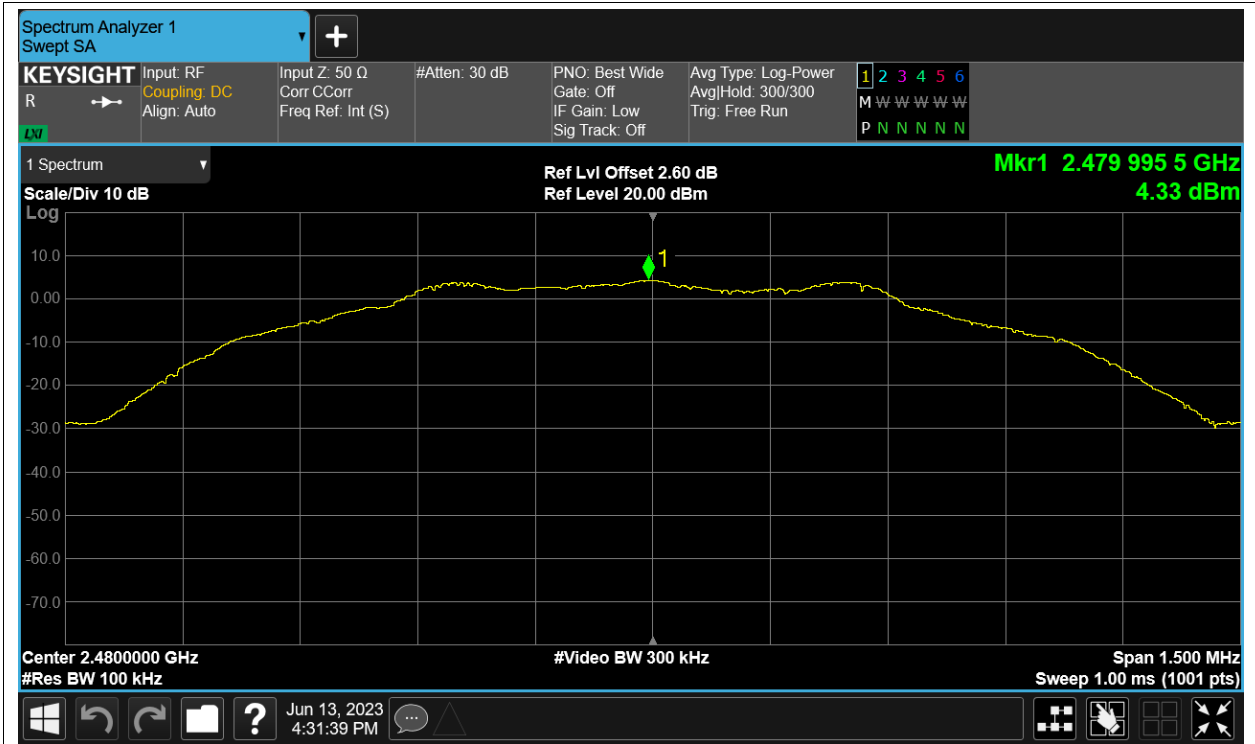 Spectrum Analyzer 1
Swept SA
KEYSIGHT
R
LXI
Input: RF
Coupling: DC
Align: Auto
Input Z: 50 Ω
Corr CCorr
Freq Ref: Int (S)
#Atten: 30 dB
PNO: Best Wide
Gate: Off
IF Gain: Low
Sig Track: Off
Avg Type: Log-Power
Avg|Hold: 300/300
Trig: Free Run
1 2 3 4 5 6
M W W W W W
P N N N N N
1 Spectrum
Scale/Div 10 dB
Log
Ref Lvl Offset 2.60 dB
Ref Level 20.00 dBm
Mkr1 2.479 995 5 GHz
4.33 dBm
1
10.0
0.00
-10.0
-20.0
-30.0
-40.0
-50.0
-60.0
-70.0
Center 2.4800000 GHz
#Res BW 100 kHz
#Video BW 300 kHz
Span 1.500 MHz
Sweep 1.00 ms (1001 pts)
?
Jun 13, 2023
4:31:39 PM